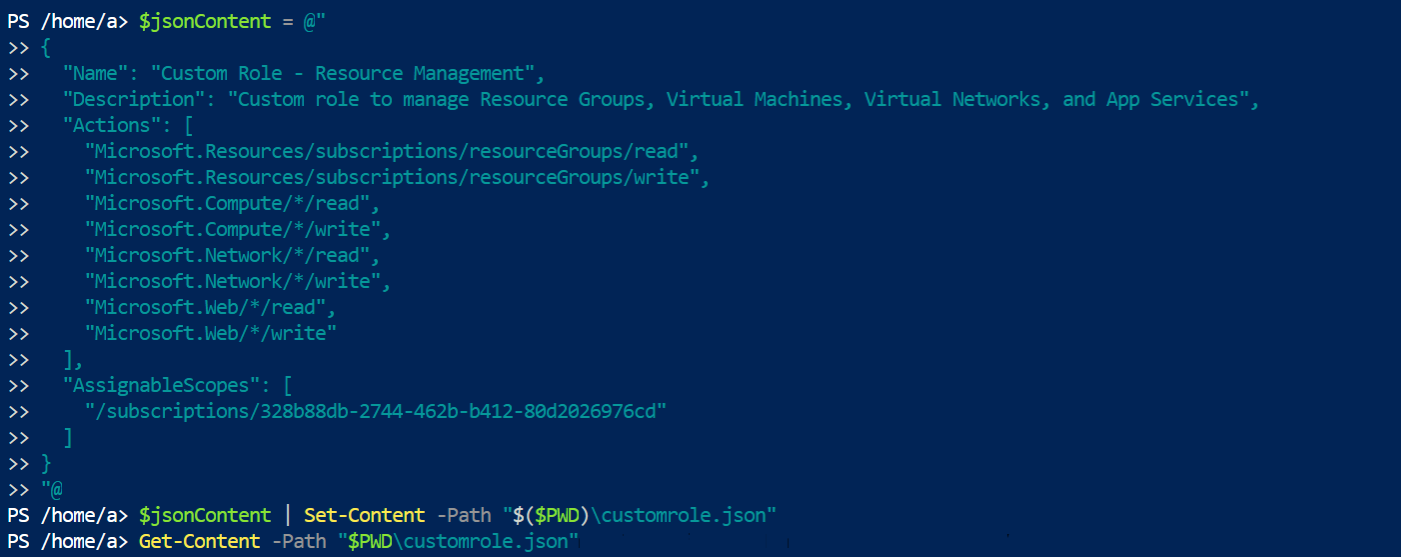 PS /home/a> $jsonContent = @"
>> {
>>   "Name": "Custom Role - Resource Management",
>>   "Description": "Custom role to manage Resource Groups, Virtual Machines, Virtual Networks, and App Services",
>>   "Actions": [
>>     "Microsoft.Resources/subscriptions/resourceGroups/read",
>>     "Microsoft.Resources/subscriptions/resourceGroups/write",
>>     "Microsoft.Compute/*/read",
>>     "Microsoft.Compute/*/write",
>>     "Microsoft.Network/*/read",
>>     "Microsoft.Network/*/write",
>>     "Microsoft.Web/*/read",
>>     "Microsoft.Web/*/write"
>>   ],
>>   "AssignableScopes": [
>>     "/subscriptions/328b88db-2744-462b-b412-80d2026976cd"
>>   ]
>> }
>> "@
PS /home/a> $jsonContent | Set-Content -Path "$($PWD)\customrole.json"
PS /home/a> Get-Content -Path "$PWD\customrole.json"